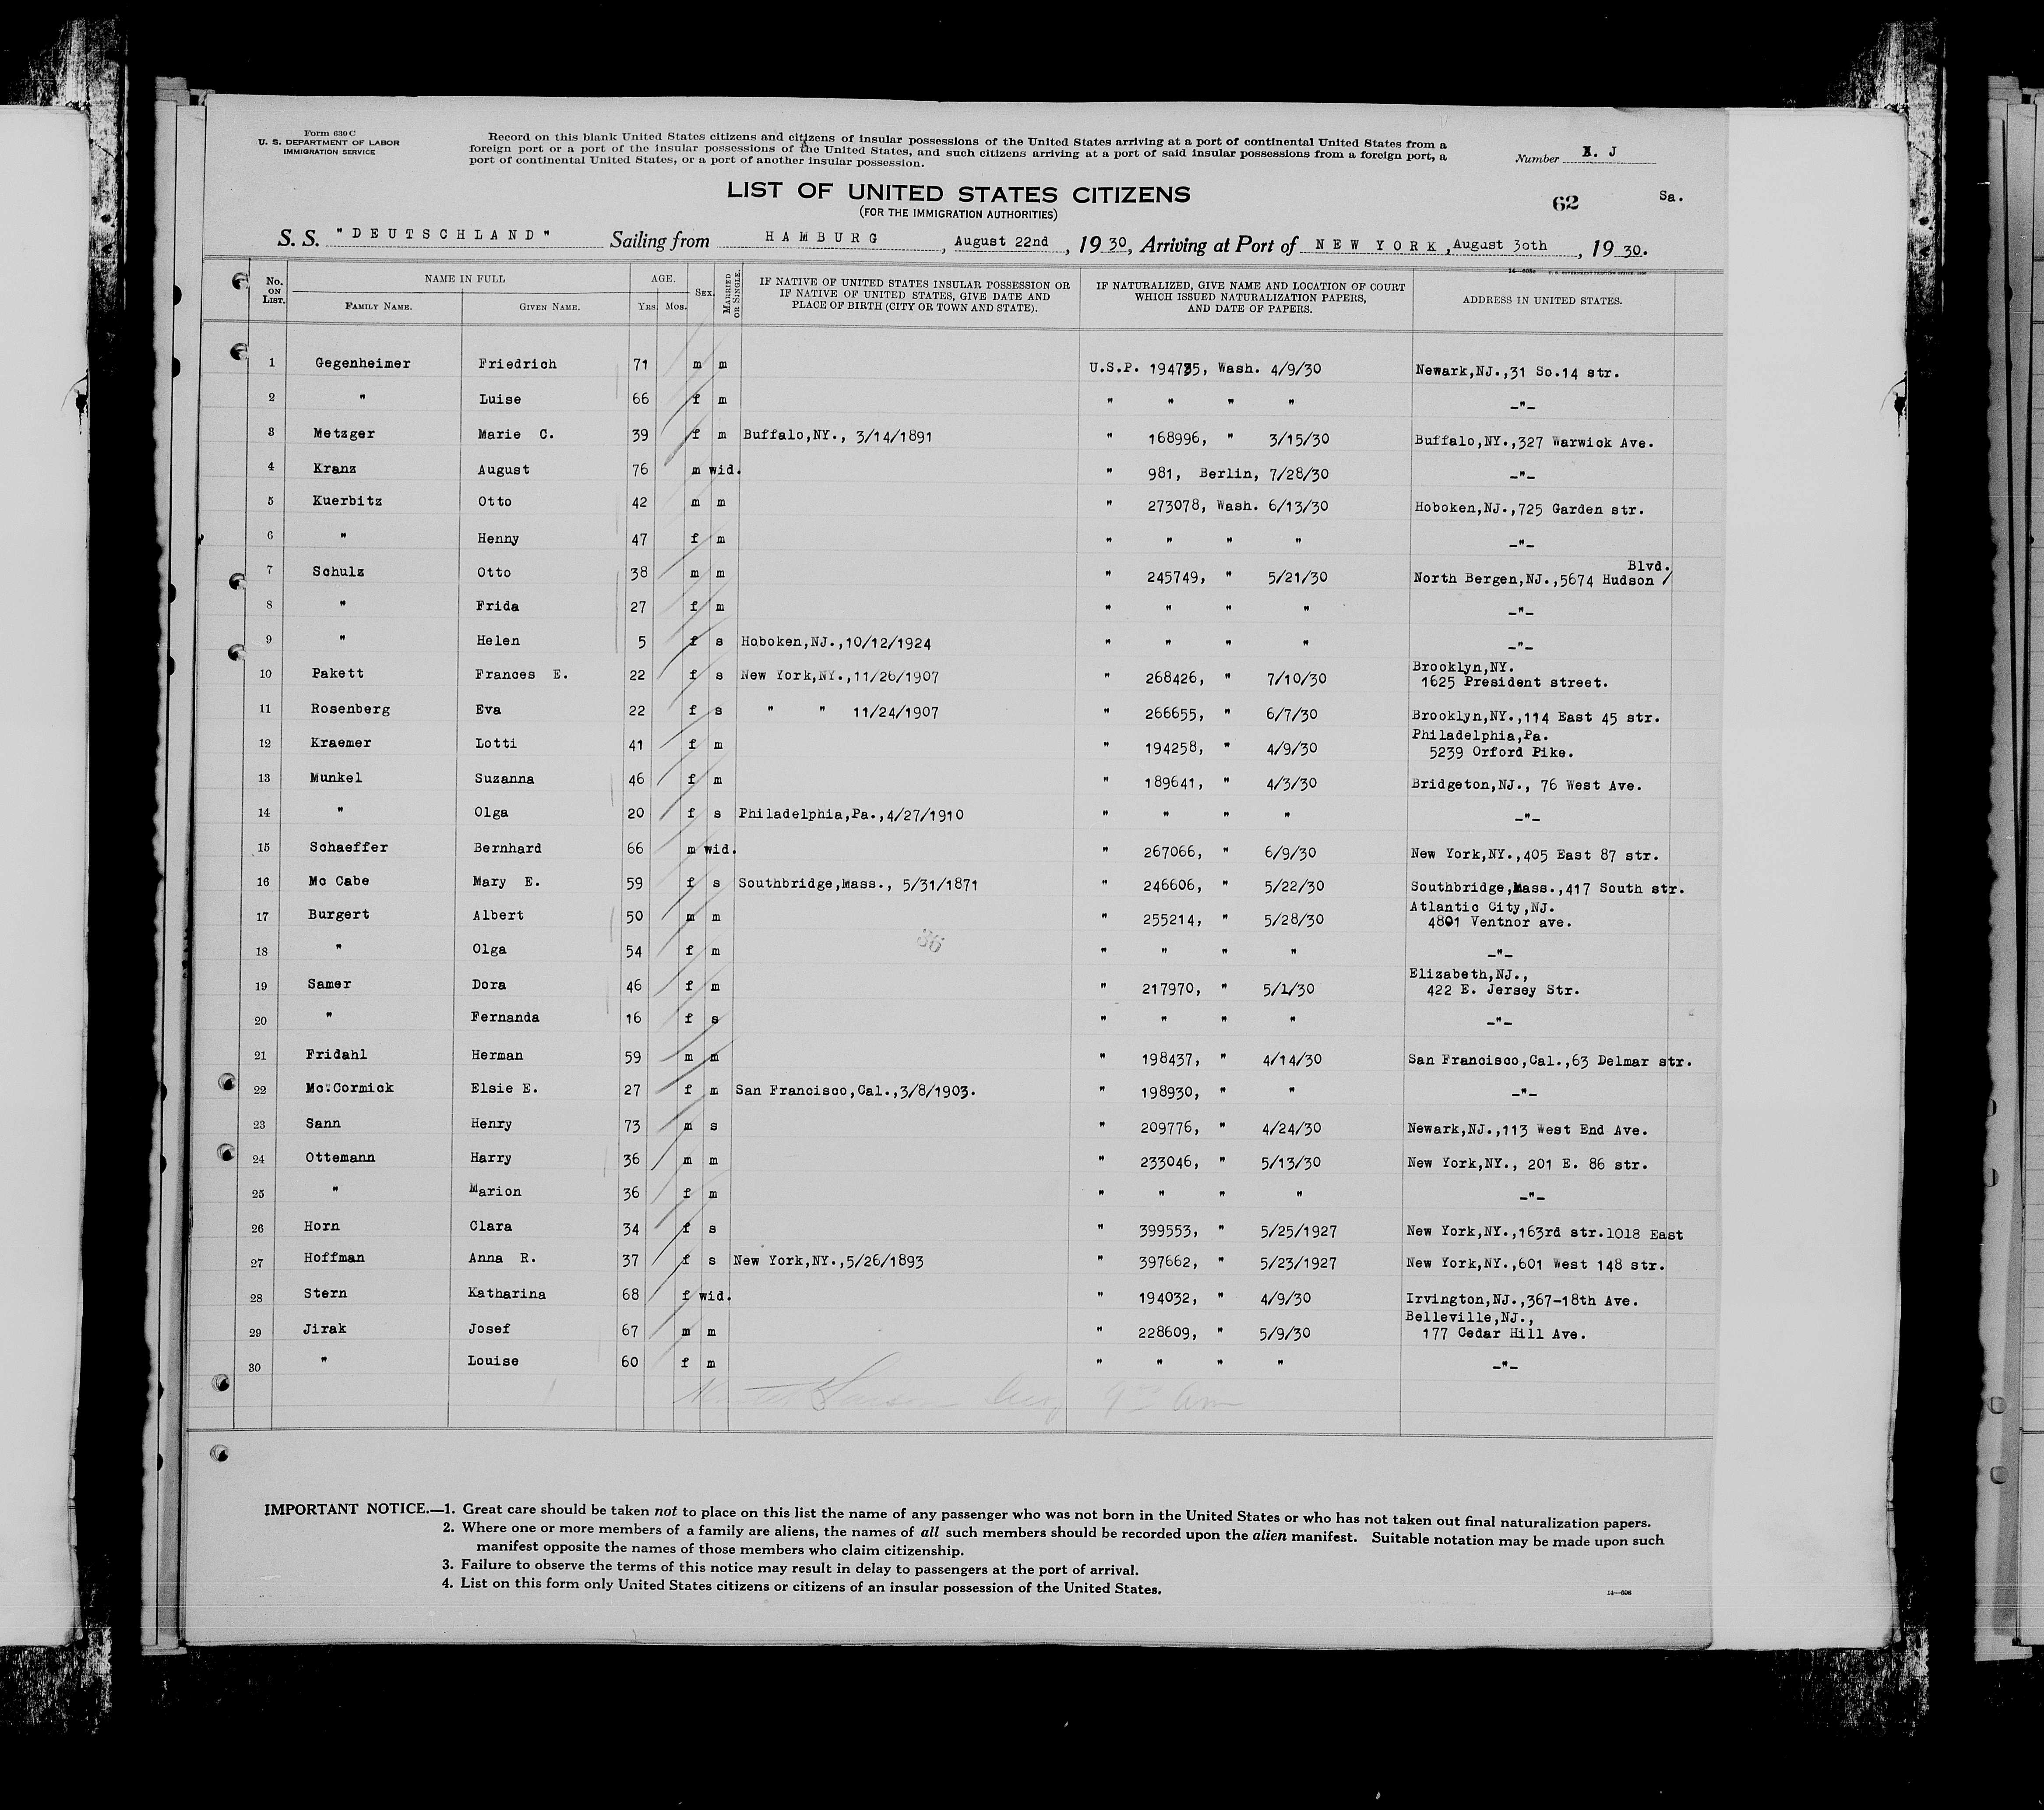 Form 630 C
U. S. DEPARTMENT OF LABOR
IMMIGRATION SERVICE
Record on this blank United States citizens and citizens of insular possessions of the United States arriving at a port of continental United States from a
foreign port or a port of the insular possessions of the United States, and such citizens arriving at a port of said insular possessions from a foreign port, a
port of continental United States, or a port of another insular possession.
Number J
LIST OF UNITED STATES CITIZENS
(FOR THE IMMIGRATION AUTHORITIES)
62 Sa.
S. S. "DEUTSCHLAND" Sailing from HAMBURG, August 22nd, 1930, Arriving at Port of NEW YORK, August 30th, 1930.
No. ON LIST. NAME IN FULL FAMILY NAME. GIVEN NAME. AGE. YRS. MOS. SEX. MARRIED OR SINGLE. IF NATIVE OF UNITED STATES INSULAR POSSESSION OR IF NATIVE OF UNITED STATES, GIVE DATE AND PLACE OF BIRTH (CITY OR TOWN AND STATE). IF NATURALIZED, GIVE NAME AND LOCATION OF COURT WHICH ISSUED NATURALIZATION PAPERS, AND DATE OF PAPERS. ADDRESS IN UNITED STATES.
1 Gegenheimer Friedrich 71 m m U.S.P. 194735, Wash. 4/9/30 Newark,NJ.,31 So.14 str.
2 " Luise 66 f m " " " " -"-
3 Metzger Marie C. 39 f m Buffalo,NY., 3/14/1891 " 168996, " 3/15/30 Buffalo,NY.,327 Warwick Ave.
4 Kranz August 76 m wid. " 981, Berlin, 7/28/30 -"-
5 Kuerbitz Otto 42 m m " 273078, Wash. 6/13/30 Hoboken,NJ.,725 Garden str.
6 " Henny 47 f m " " " " -"-
7 Schulz Otto 38 m m " 245749, " 5/21/30 North Bergen,NJ.,5674 Hudson / Blvd.
8 " Frida 27 f m " " " " -"-
9 " Helen 5 f s Hoboken,NJ.,10/12/1924 " " " " -"-
10 Pakett Frances E. 22 f s New York,NY.,11/26/1907 " 268426, " 7/10/30 Brooklyn,NY. 1625 President street.
11 Rosenberg Eva 22 f s " " 11/24/1907 " 266655, " 6/7/30 Brooklyn,NY.,114 East 45 str.
12 Kraemer Lotti 41 f m " 194258, " 4/9/30 Philadelphia,Pa. 5239 Orford Pike.
13 Munkel Suzanna 46 f m " 189641, " 4/3/30 Bridgeton,NJ., 76 West Ave.
14 " Olga 20 f s Philadelphia,Pa.,4/27/1910 " " " " -"-
15 Schaeffer Bernhard 66 m wid. " 267066, " 6/9/30 New York,NY.,405 East 87 str.
16 Mc Cabe Mary E. 59 f s Southbridge,Mass., 5/31/1871 " 246606, " 5/22/30 Southbridge,Mass.,417 South str.
17 Burgert Albert 50 m m " 255214, " 5/28/30 Atlantic City,NJ. 4801 Ventnor ave.
18 " Olga 54 f m 36 " " " " -"-
19 Samer Dora 46 f m " 217970, " 5/1/30 Elizabeth,NJ., 422 E. Jersey Str.
20 " Fernanda 16 f s " " " " -"-
21 Fridahl Herman 59 m m " 198437, " 4/14/30 San Francisco,Cal.,63 Delmar str.
22 Mc.Cormick Elsie E. 27 f m San Francisco,Cal.,3/8/1903. " 198930, " " -"-
23 Sann Henry 73 m s " 209776, " 4/24/30 Newark,NJ.,113 West End Ave.
24 Ottemann Harry 36 m m " 233046, " 5/13/30 New York,NY., 201 E. 86 str.
25 " Marion 36 f m " " " " -"-
26 Horn Clara 34 f s " 399553, " 5/25/1927 New York,NY.,163rd str.1018 East
27 Hoffman Anna R. 37 f s New York,NY.,5/26/1893 " 397662, " 5/23/1927 New York,NY.,601 West 148 str.
28 Stern Katharina 68 f wid. " 194032, " 4/9/30 Irvington,NJ.,367-18th Ave.
29 Jirak Josef 67 m m " 228609, " 5/9/30 Belleville,NJ., 177 Cedar Hill Ave.
30 " Louise 60 f m " " " " -"-
IMPORTANT NOTICE.—1. Great care should be taken not to place on this list the name of any passenger who was not born in the United States or who has not taken out final naturalization papers.
2. Where one or more members of a family are aliens, the names of all such members should be recorded upon the alien manifest. Suitable notation may be made upon such
manifest opposite the names of those members who claim citizenship.
3. Failure to observe the terms of this notice may result in delay to passengers at the port of arrival.
4. List on this form only United States citizens or citizens of an insular possession of the United States.
14—606